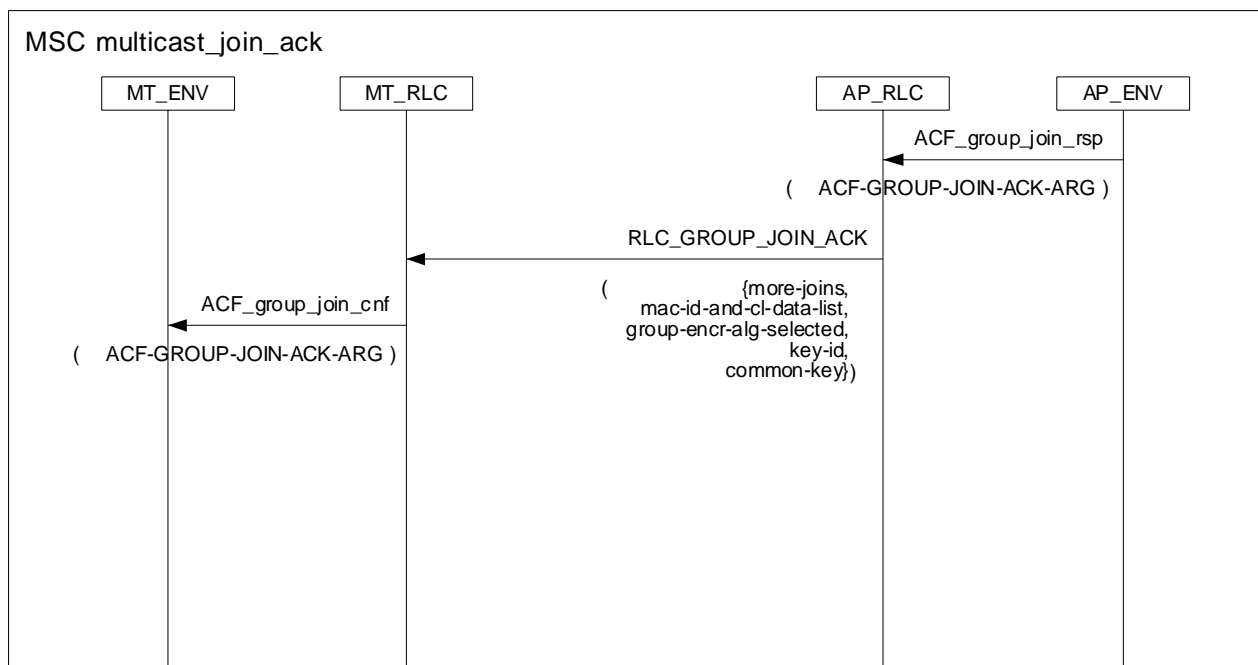 MSC multicast_join_ack
MT_ENV
MT_RLC
AP_RLC
AP_ENV
ACF_group_join_rsp
( ACF-GROUP-JOIN-ACK-ARG )
RLC_GROUP_JOIN_ACK
( {more-joins,
mac-id-and-cl-data-list,
group-encr-alg-selected,
key-id,
common-key})
ACF_group_join_cnf
( ACF-GROUP-JOIN-ACK-ARG )